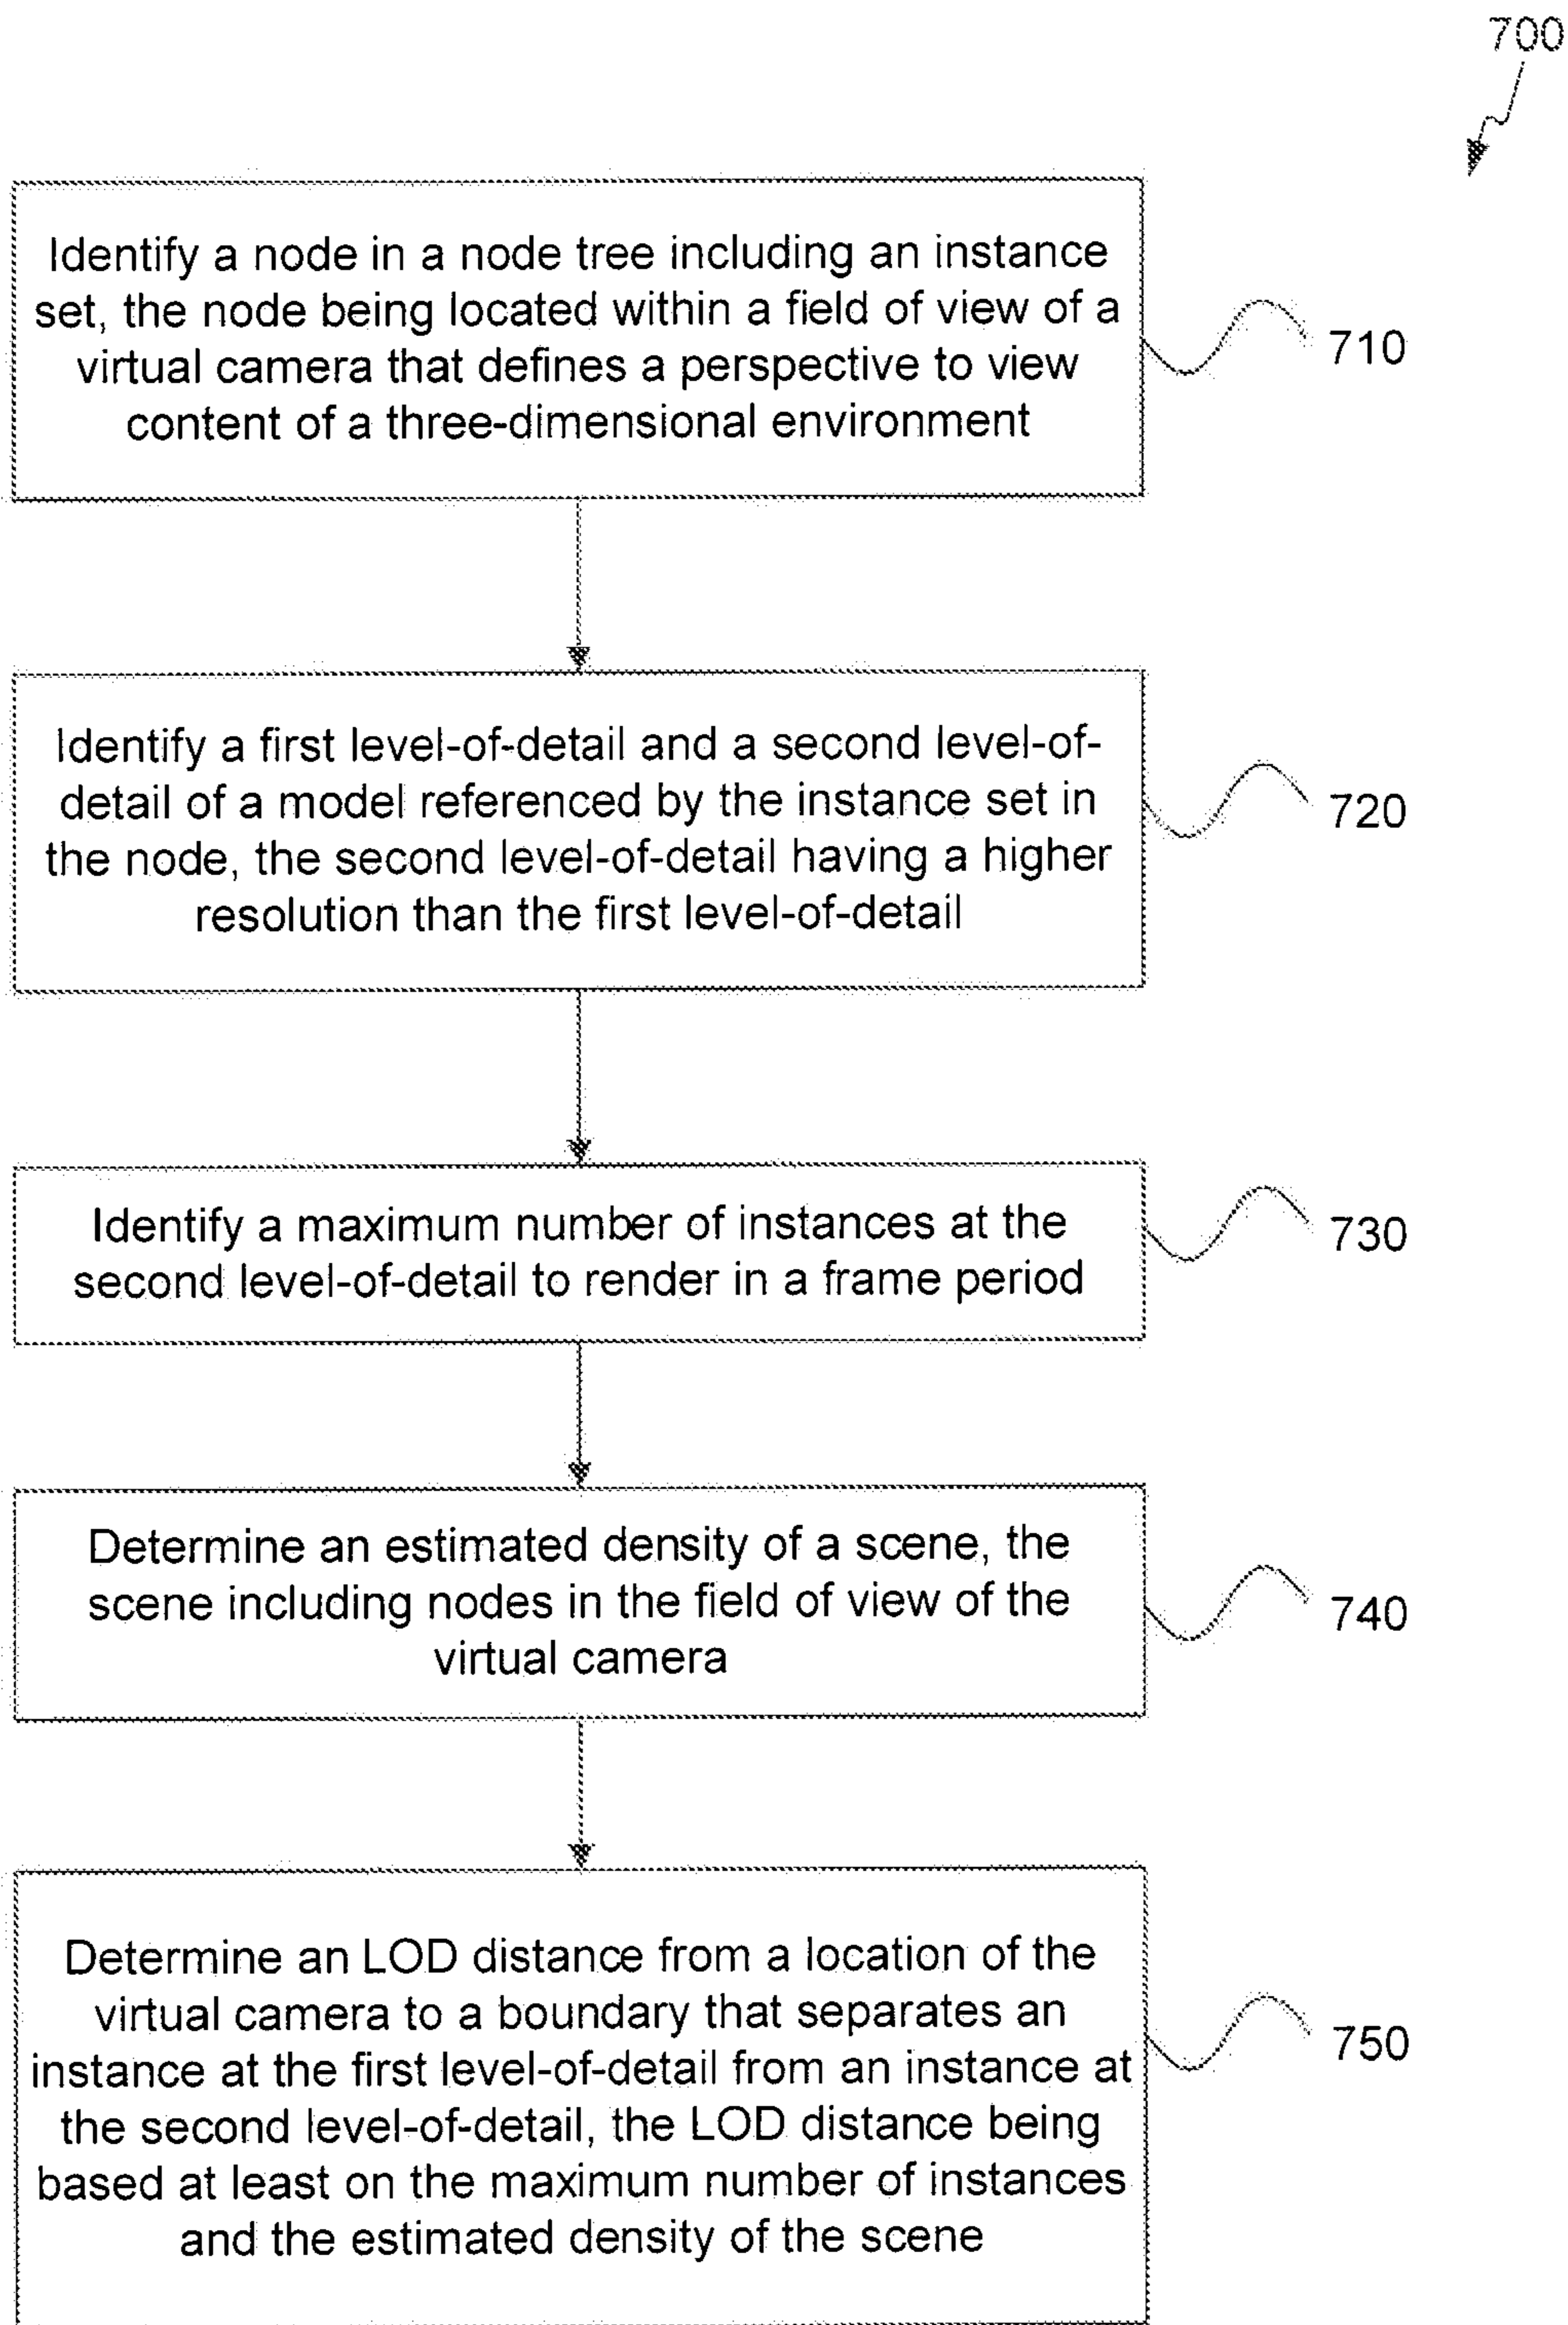 700
Identify a node in a node tree including an instance
set, the node being located within a field of view of a
virtual camera that defines a perspective to view
content of a three-dimensional environment
710
Identify a first level-of-detail and a second level-of-
detail of a model referenced by the instance set in
the node, the second level-of-detail having a higher
resolution than the first level-of-detail
720
Identify a maximum number of instances at the
second level-of-detail to render in a frame period
730
Determine an estimated density of a scene, the
scene including nodes in the field of view of the
virtual camera
740
Determine an LOD distance from a location of the
virtual camera to a boundary that separates an
instance at the first level-of-detail from an instance at
the second level-of-detail, the LOD distance being
based at least on the maximum number of instances
and the estimated density of the scene
750